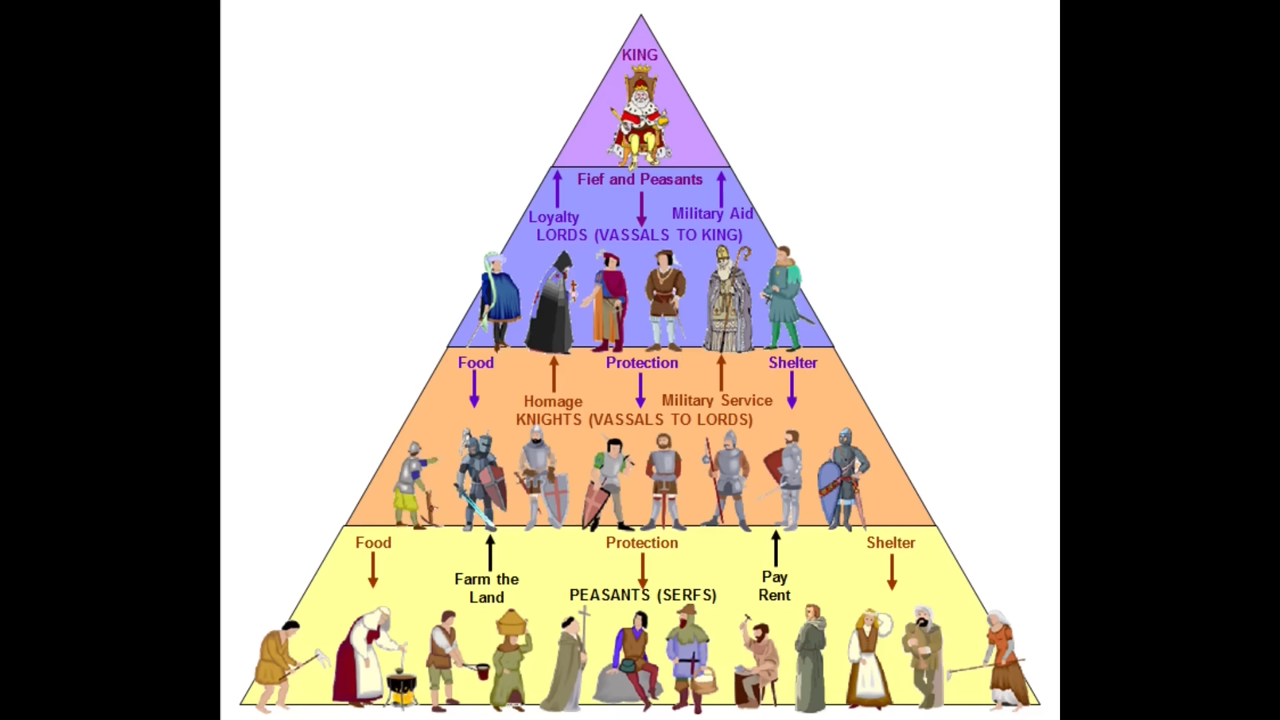 KING
Fief and Peasants
Loyalty
Military Aid
LORDS (VASSALS TO KING)
Food
Protection
Shelter
Homage
Military Service
KNIGHTS (VASSALS TO LORDS)
Food
Protection
Shelter
Farm the
Land
Pay
Rent
PEASANTS (SERFS)